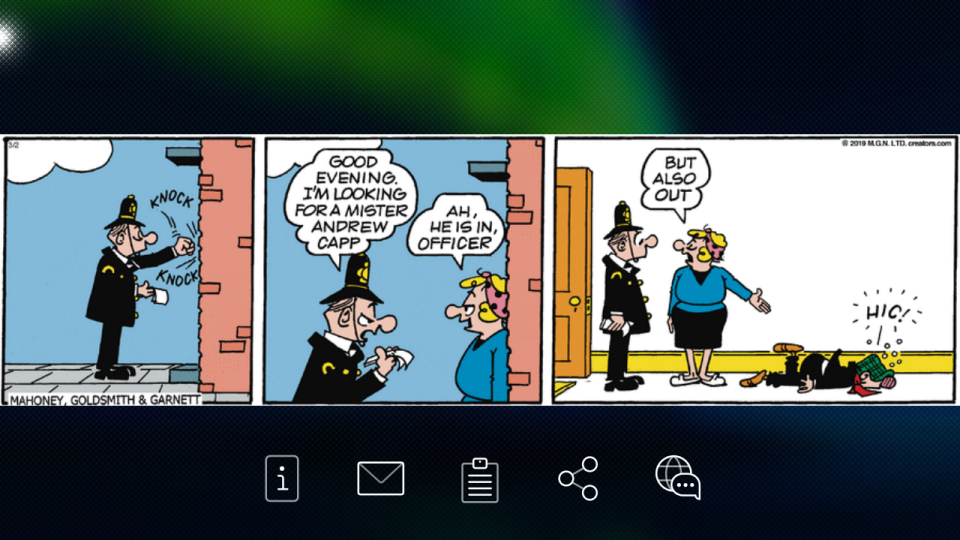 3/2
KNOCK
KNOCK
MAHONEY, GOLDSMITH & GARNETT
GOOD
EVENING.
I'M LOOKING
FOR A MISTER
ANDREW
CAPP
AH,
HE IS IN,
OFFICER
© 2019 M.G.N. LTD. creators.com
BUT
ALSO
OUT
HIC!
i